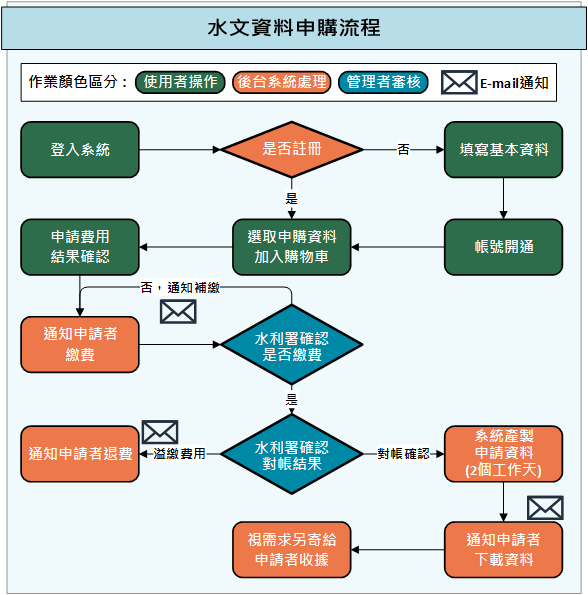 水文資料申購流程
作業顏色區分：
使用者操作
後台系統處理
管理者審核
E-mail通知
登入系統
是否註冊
否
填寫基本資料
是
申請費用
結果確認
選取申購資料
加入購物車
帳號開通
否，通知補繳
通知申請者
繳費
水利署確認
是否繳費
是
通知申請者退費
溢繳費用
水利署確認
對帳結果
對帳確認
系統產製
申請資料
(2個工作天)
視需求另寄給
申請者收據
通知申請者
下載資料